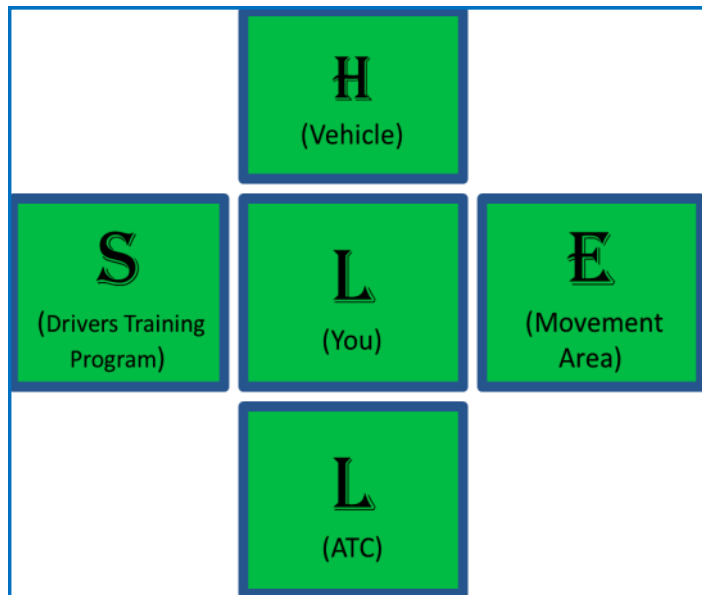 H
(Vehicle)
S
(Drivers Training
Program)
L
(You)
E
(Movement
Area)
L
(ATC)